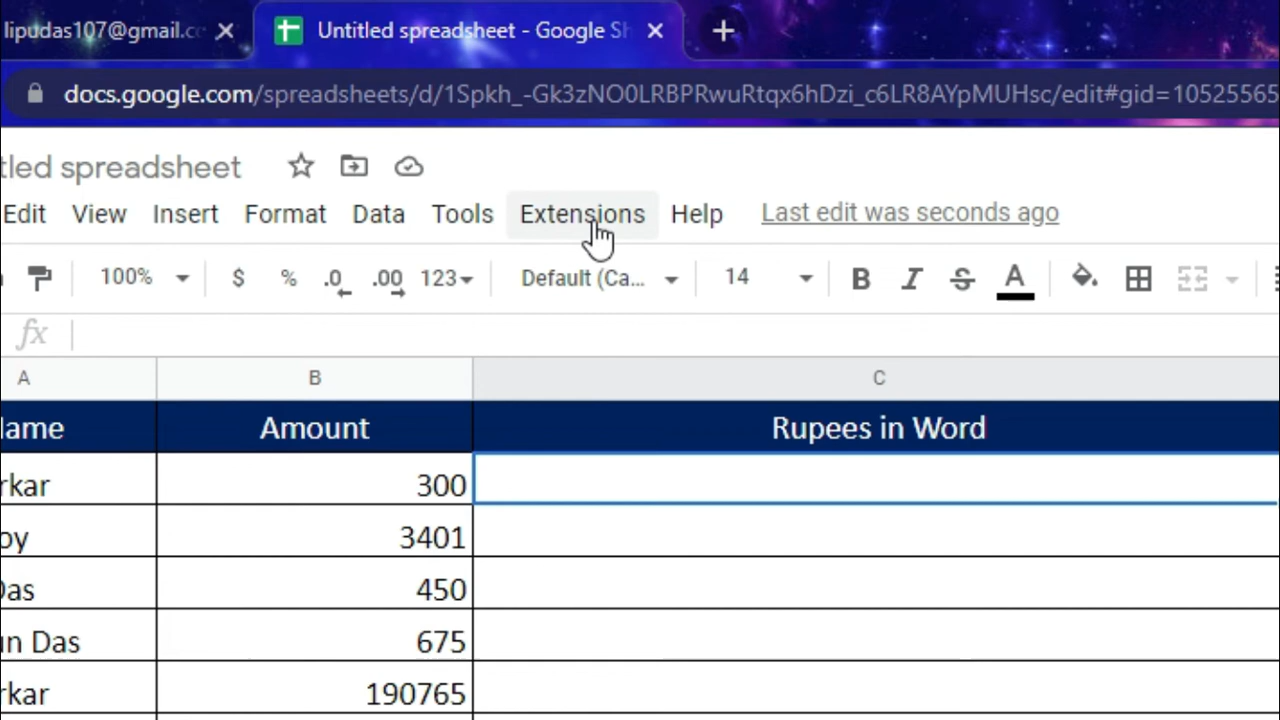 lipudas107@gmail.c
Untitled spreadsheet - Google Sh
docs.google.com/spreadsheets/d/1Spkh_-Gk3zNO0LRBPRwuRtqx6hDzi_c6LR8AYpMUHsc/edit#gid=10525565
tled spreadsheet
Edit View Insert Format Data Tools Extensions Help Last edit was seconds ago
100% $ % .0 .00 123 Default (Ca... 14 B I S A
fx
A B C
ame Amount Rupees in Word
rkar 300
oy 3401
Das 450
un Das 675
rkar 190765